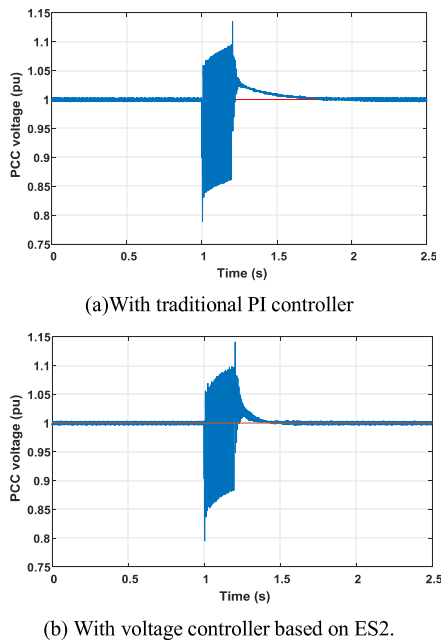 1.15
1.1
1.05
1
0.95
0.9
0.85
0.8
0.75
PCC voltage (pu)
0 0.5 1 1.5 2 2.5
Time (s)
(a)With traditional PI controller
1.15
1.1
1.05
1
0.95
0.9
0.85
0.8
0.75
PCC voltage (pu)
0 0.5 1 1.5 2 2.5
Time (s)
(b) With voltage controller based on ES2.